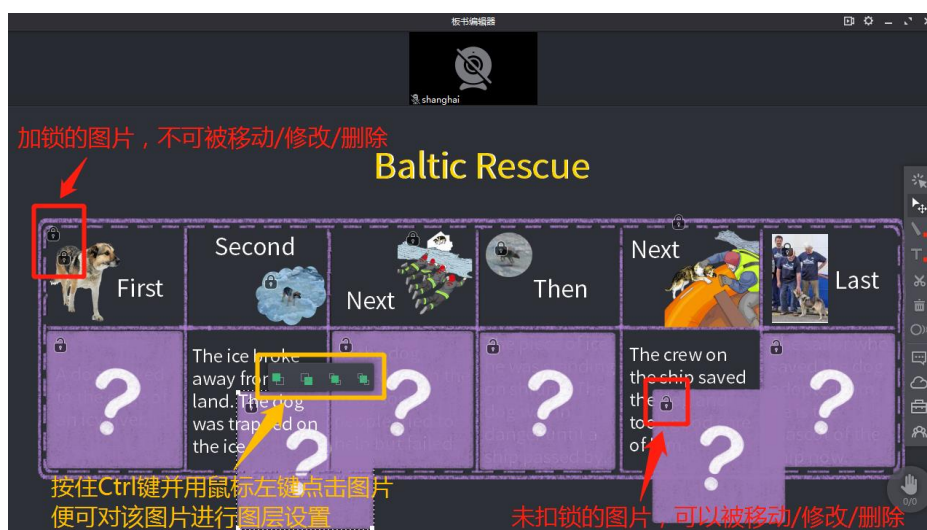 板书编辑器
shanghai
加锁的图片，不可被移动/修改/删除
Baltic Rescue
First
Second
Next
Then
Next
Last
?
The ice broke
away from
land. The dog
was trapped on
the ice
?
?
?
The crew on
the ship saved
the
too
of
?
?
按住Ctrl键并用鼠标左键点击图片
便可对该图片进行图层设置
未扣锁的图片，可以被移动/修改/删除
0/0